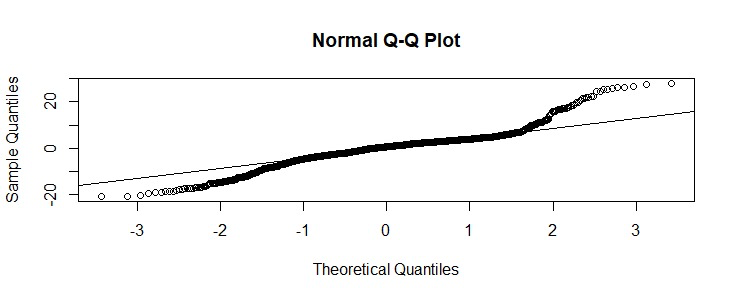 Normal Q-Q Plot
Sample Quantiles
20
0
-20
-3 -2 -1 0 1 2 3
Theoretical Quantiles